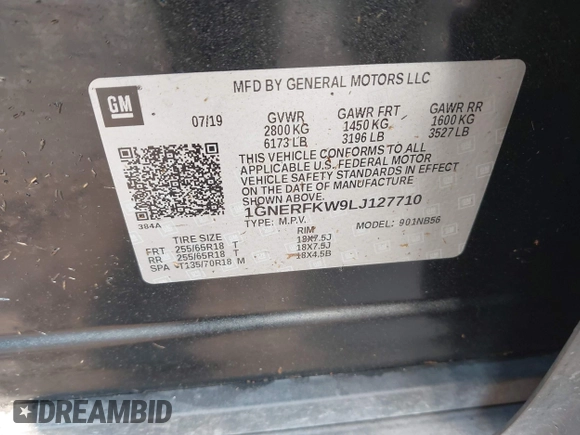 GM
MFD BY GENERAL MOTORS LLC
07/19
GVWR GAWR FRT GAWR RR
2800 KG 1450 KG 1600 KG
6173 LB 3196 LB 3527 LB
THIS VEHICLE CONFORMS TO ALL
APPLICABLE U.S. FEDERAL MOTOR
VEHICLE SAFETY STANDARDS IN EFFECT
ON THE DATE OF MANUFACTURE
384A
1GNERFKW9LJ127710
TYPE: M.P.V. MODEL: 901NB56
TIRE SIZE RIM
FRT 255/65R18 T 18X7.5J
RR 255/65R18 T 18X7.5J
SPA T135/70R18 M 18X4.5B
DREAMBID